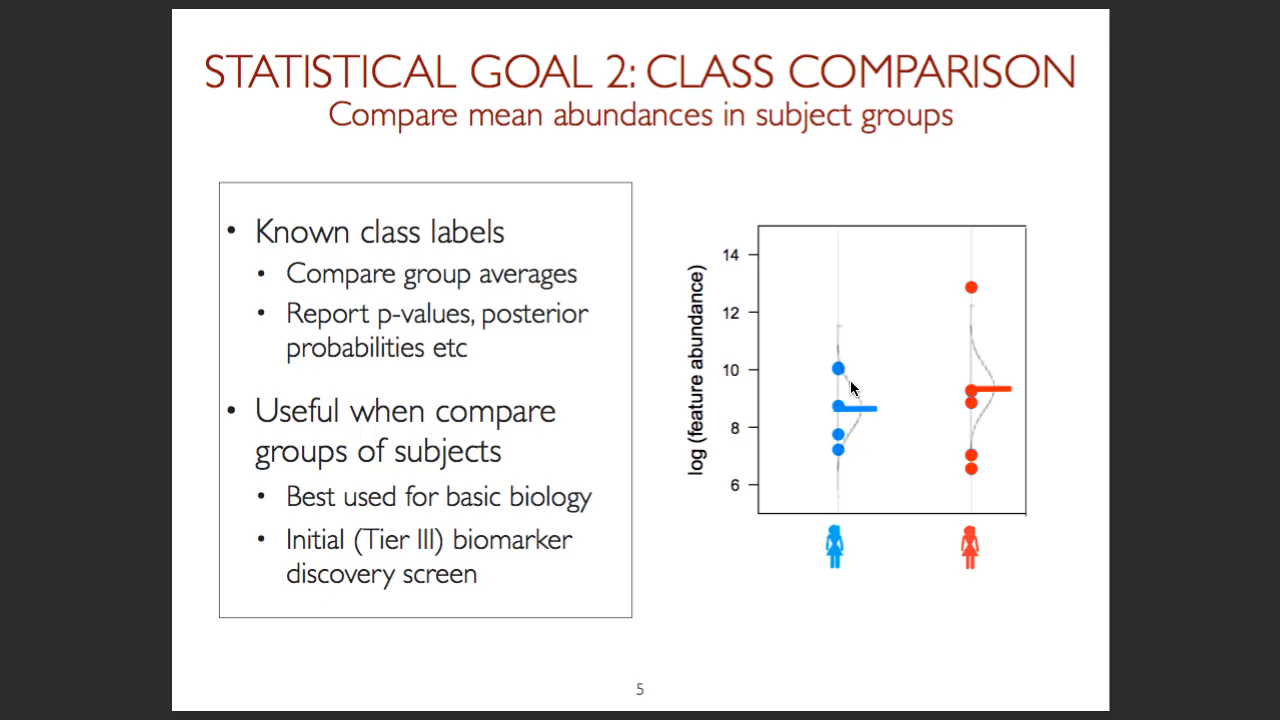 STATISTICAL GOAL 2: CLASS COMPARISON
Compare mean abundances in subject groups
• Known class labels
• Compare group averages
• Report p-values, posterior
probabilities etc
• Useful when compare
groups of subjects
• Best used for basic biology
• Initial (Tier III) biomarker
discovery screen
log (feature abundance)
14
12
10
8
6
5